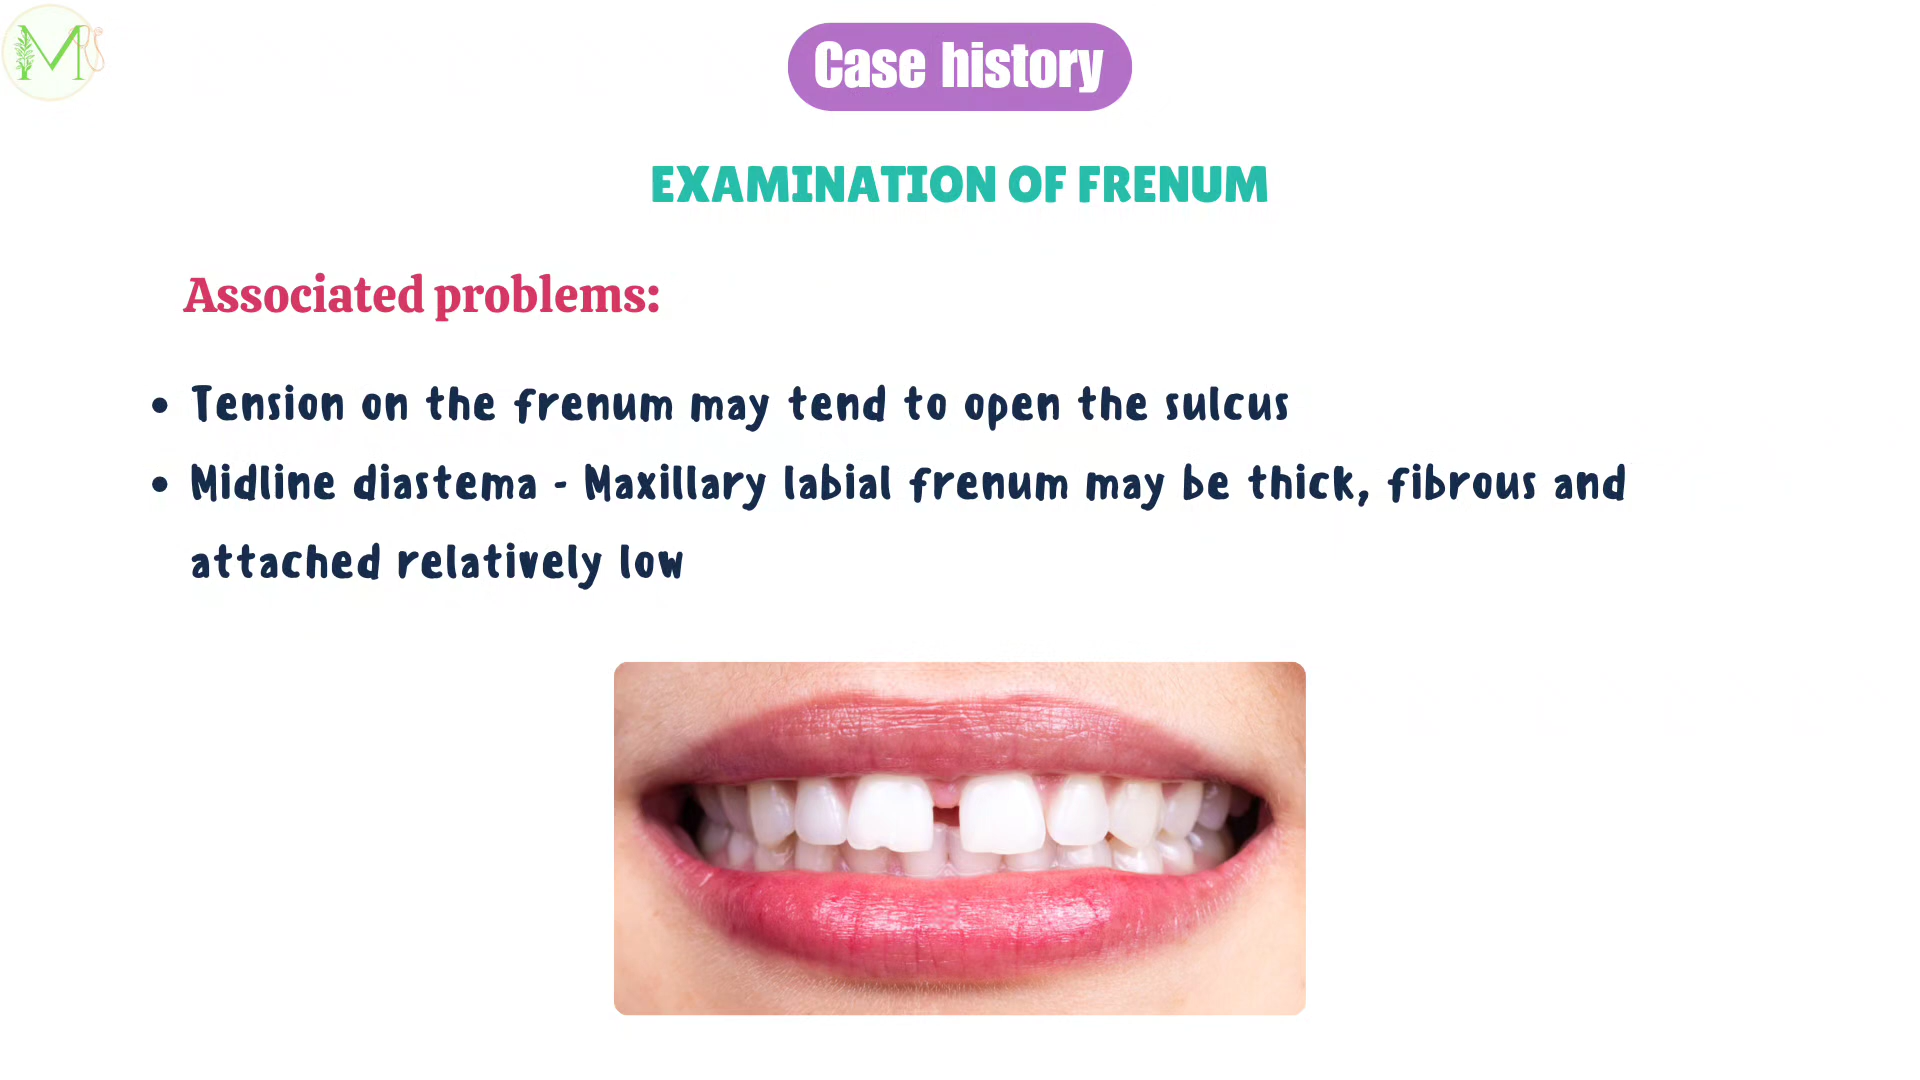 MRS
Case history
EXAMINATION OF FRENUM
Associated problems:
• Tension on the frenum may tend to open the sulcus
• Midline diastema - Maxillary labial frenum may be thick, fibrous and
attached relatively low